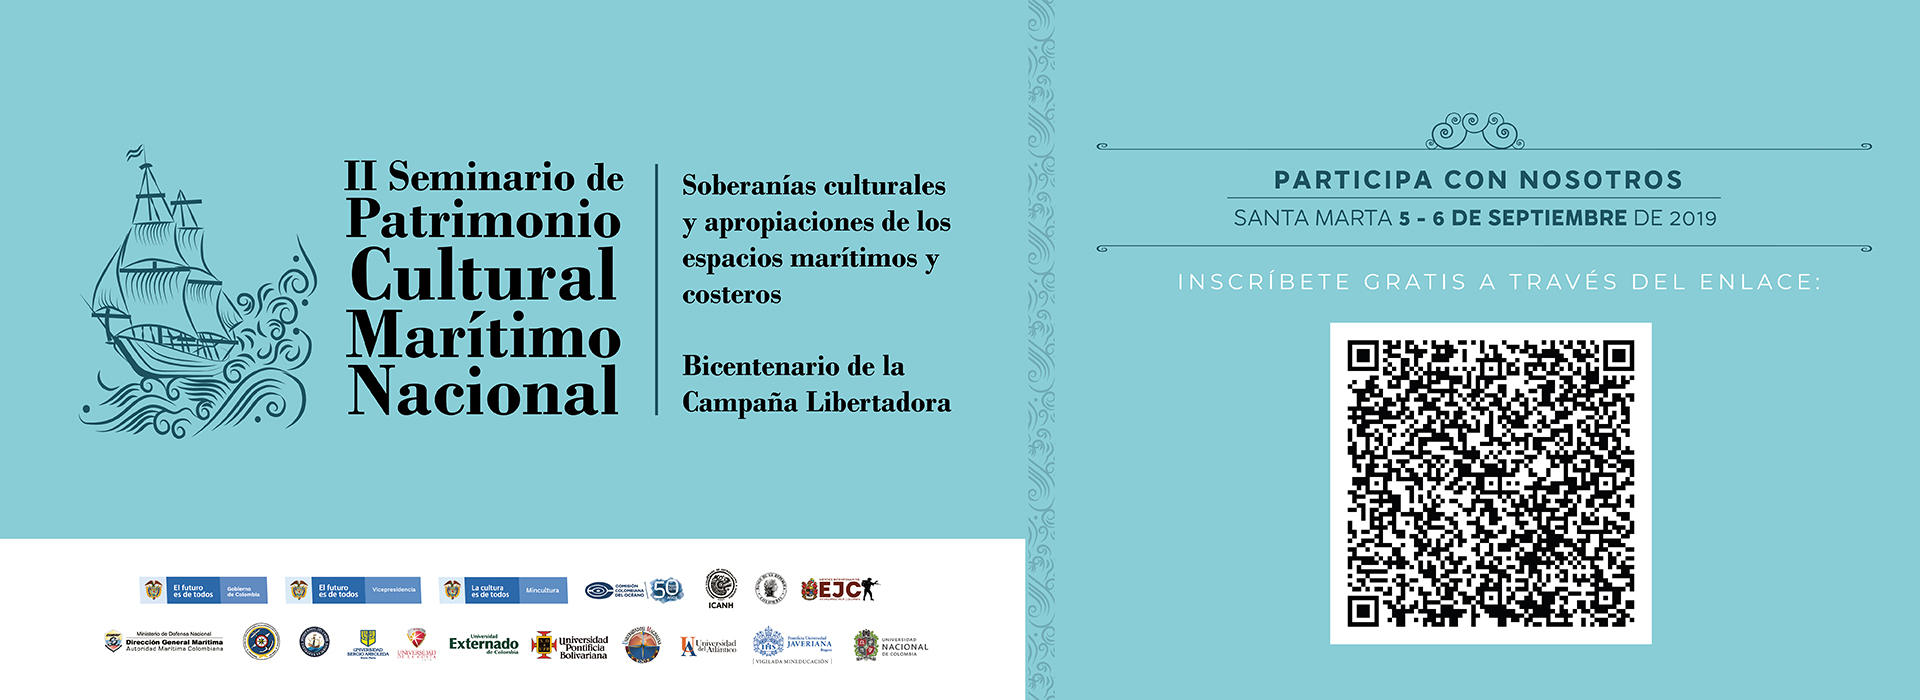 II Seminario de
Patrimonio
Cultural
Marítimo
Nacional
Soberanías culturales
y apropiaciones de los
espacios marítimos y
costeros
Bicentenario de la
Campaña Libertadora
PARTICIPA CON NOSOTROS
SANTA MARTA 5 - 6 DE SEPTIEMBRE DE 2019
INSCRÍBETE GRATIS A TRAVÉS DEL ENLACE:
El futuro
es de todos
Gobierno
de Colombia
El futuro
es de todos
Vicepresidencia
La cultura
es de todos
Mincultura
COMISIÓN
COLOMBIANA
DEL OCÉANO
50
ICANH
EJC
Ministerio de Defensa Nacional
Dirección General Marítima
Autoridad Marítima Colombiana
UNIVERSIDAD
SERGIO ARBOLEDA
UNIVERSIDAD
Universidad
Externado
de Colombia
Universidad
Pontificia
Bolivariana
Universidad
del Atlántico
Pontificia Universidad
JAVERIANA
Bogotá
| VIGILADA MINEDUCACIÓN |
UNIVERSIDAD
NACIONAL
DE COLOMBIA